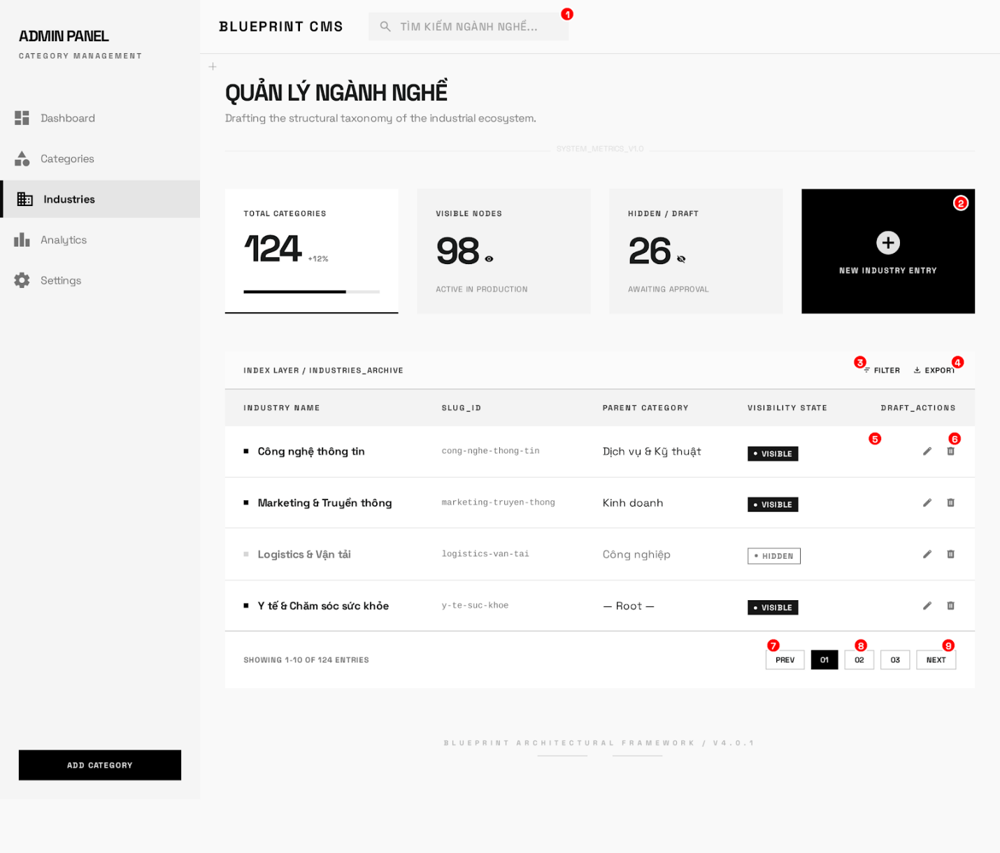 ADMIN PANEL
CATEGORY MANAGEMENT
Dashboard
Categories
Industries
Analytics
Settings
ADD CATEGORY
BLUEPRINT CMS
TÌM KIẾM NGÀNH NGHỀ...
1
QUẢN LÝ NGÀNH NGHỀ
Drafting the structural taxonomy of the industrial ecosystem.
SYSTEM_METRICS_V1.0
TOTAL CATEGORIES
124 +12%
VISIBLE NODES
98
ACTIVE IN PRODUCTION
HIDDEN / DRAFT
26
AWAITING APPROVAL
2
NEW INDUSTRY ENTRY
INDEX LAYER / INDUSTRIES_ARCHIVE
3 FILTER
EXPORT 4
INDUSTRY NAME SLUG_ID PARENT CATEGORY VISIBILITY STATE DRAFT_ACTIONS
5 6
Công nghệ thông tin cong-nghe-thong-tin Dịch vụ & Kỹ thuật VISIBLE
Marketing & Truyền thông marketing-truyen-thong Kinh doanh VISIBLE
Logistics & Vận tải logistics-van-tai Công nghiệp HIDDEN
Y tế & Chăm sóc sức khỏe y-te-suc-khoe — Root — VISIBLE
7 8 9
SHOWING 1-10 OF 124 ENTRIES PREV 01 02 03 NEXT
BLUEPRINT ARCHITECTURAL FRAMEWORK / V4.0.1